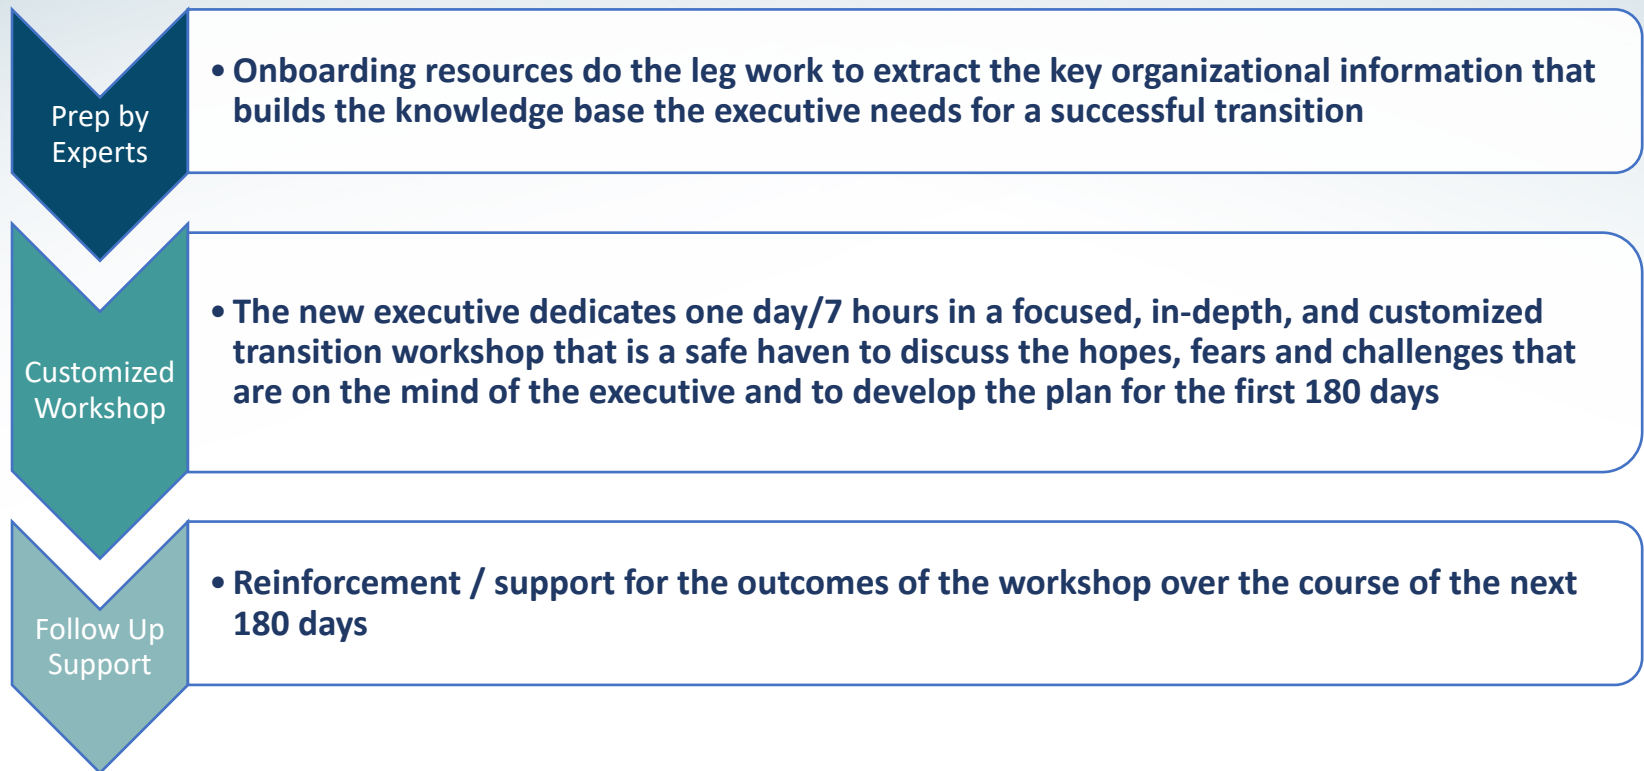 Prep by
Experts
• Onboarding resources do the leg work to extract the key organizational information that
builds the knowledge base the executive needs for a successful transition
Customized
Workshop
• The new executive dedicates one day/7 hours in a focused, in-depth, and customized
transition workshop that is a safe haven to discuss the hopes, fears and challenges that
are on the mind of the executive and to develop the plan for the first 180 days
Follow Up
Support
• Reinforcement / support for the outcomes of the workshop over the course of the next
180 days